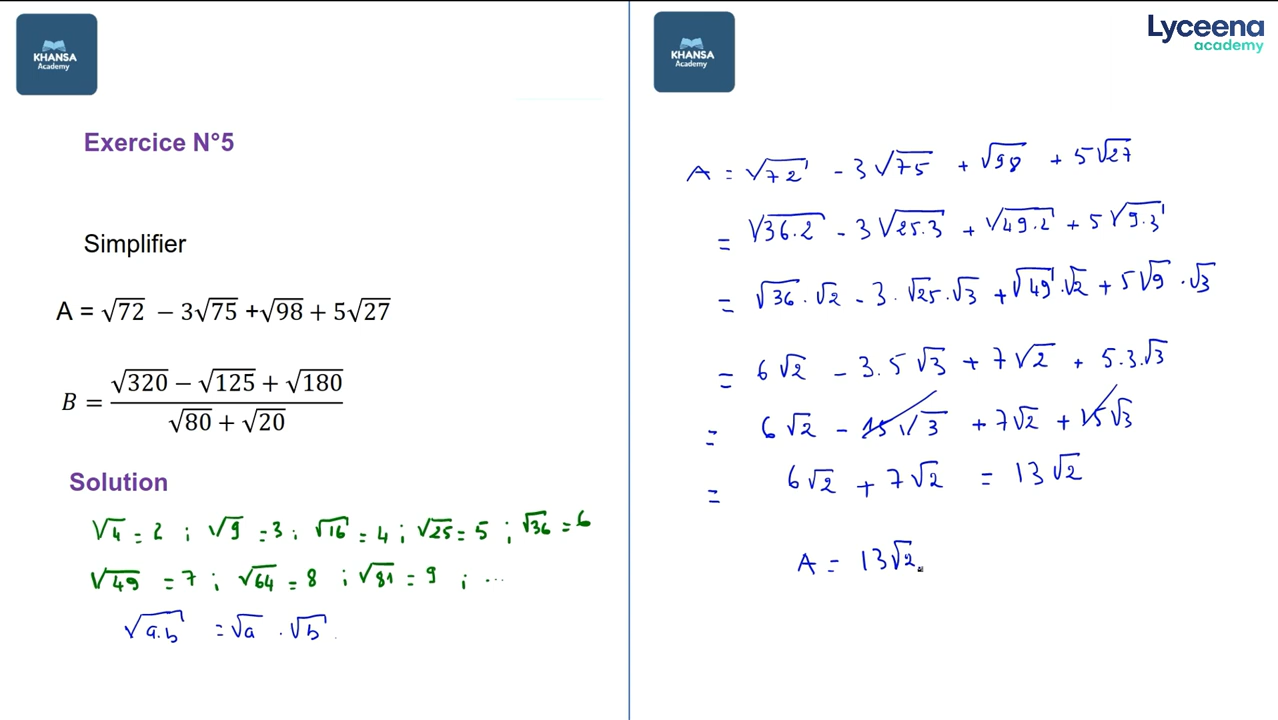 KHANSA
Academy
Exercice N°5
Simplifier
A = √72 − 3√75 +√98 + 5√27
B = (√320 − √125 + √180) / (√80 + √20)
Solution
√4 = 2 ; √9 = 3 ; √16 = 4 ; √25 = 5 ; √36 = 6
√49 = 7 ; √64 = 8 ; √81 = 9 ; ...
√a.b = √a . √b
KHANSA
Academy
Lyceena
academy
A = √72 - 3√75 + √98 + 5√27
= √36.2 - 3√25.3 + √49.2 + 5√9.3
= √36 . √2 - 3 . √25 . √3 + √49 . √2 + 5√9 . √3
= 6√2 - 3.5√3 + 7√2 + 5.3.√3
= 6√2 - 15√3 + 7√2 + 15√3
= 6√2 + 7√2 = 13√2
A = 13√2